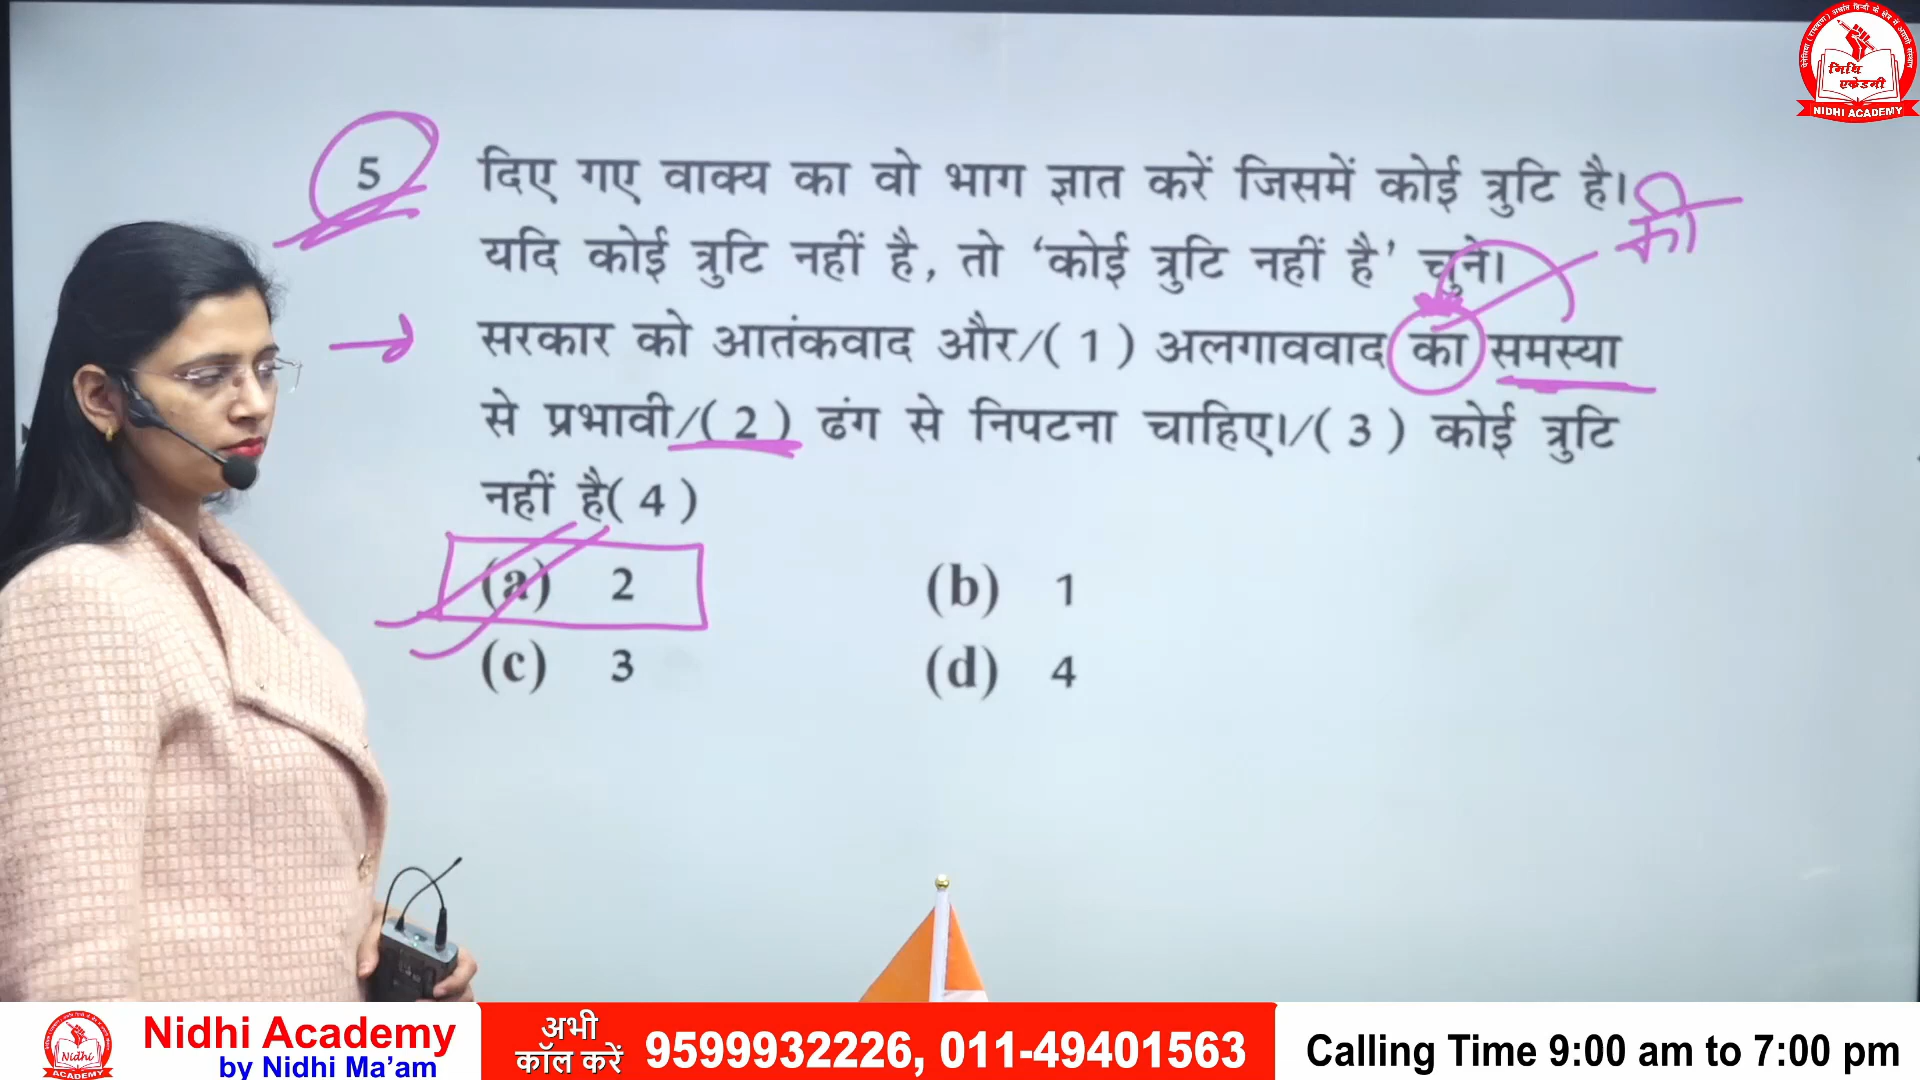 निधि
एकेडमी
NIDHI ACADEMY
5 दिए गए वाक्य का वो भाग ज्ञात करें जिसमें कोई त्रुटि है।
यदि कोई त्रुटि नहीं है, तो ‘कोई त्रुटि नहीं है’ चुने।
की
सरकार को आतंकवाद और/( 1 ) अलगाववाद का समस्या
से प्रभावी/( 2 ) ढंग से निपटना चाहिए।/( 3 ) कोई त्रुटि
नहीं है( 4 )
(a) 2 (b) 1
(c) 3 (d) 4
Nidhi
ACADEMY
Nidhi Academy
by Nidhi Ma’am
अभी
कॉल करें
9599932226, 011-49401563
Calling Time 9:00 am to 7:00 pm